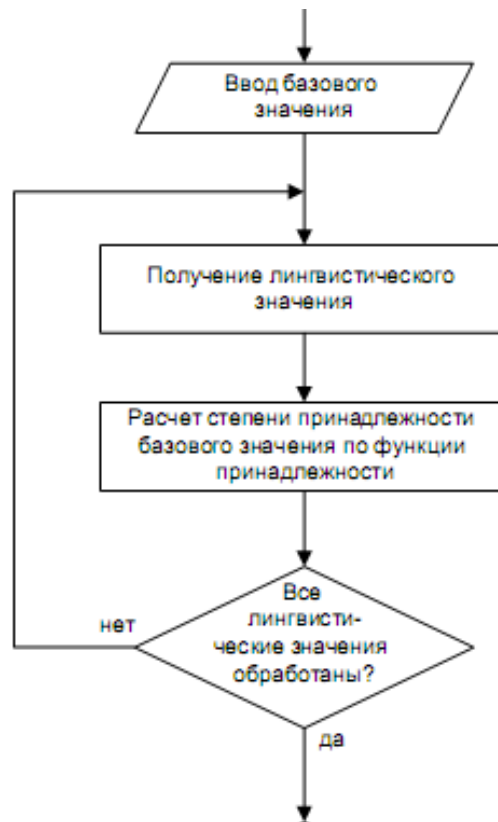 Ввод базового
значения
Получение лингвистического
значения
Расчет степени принадлежности
базового значения по функции
принадлежности
Все
лингвисти-
ческие значения
обработаны?
нет
да